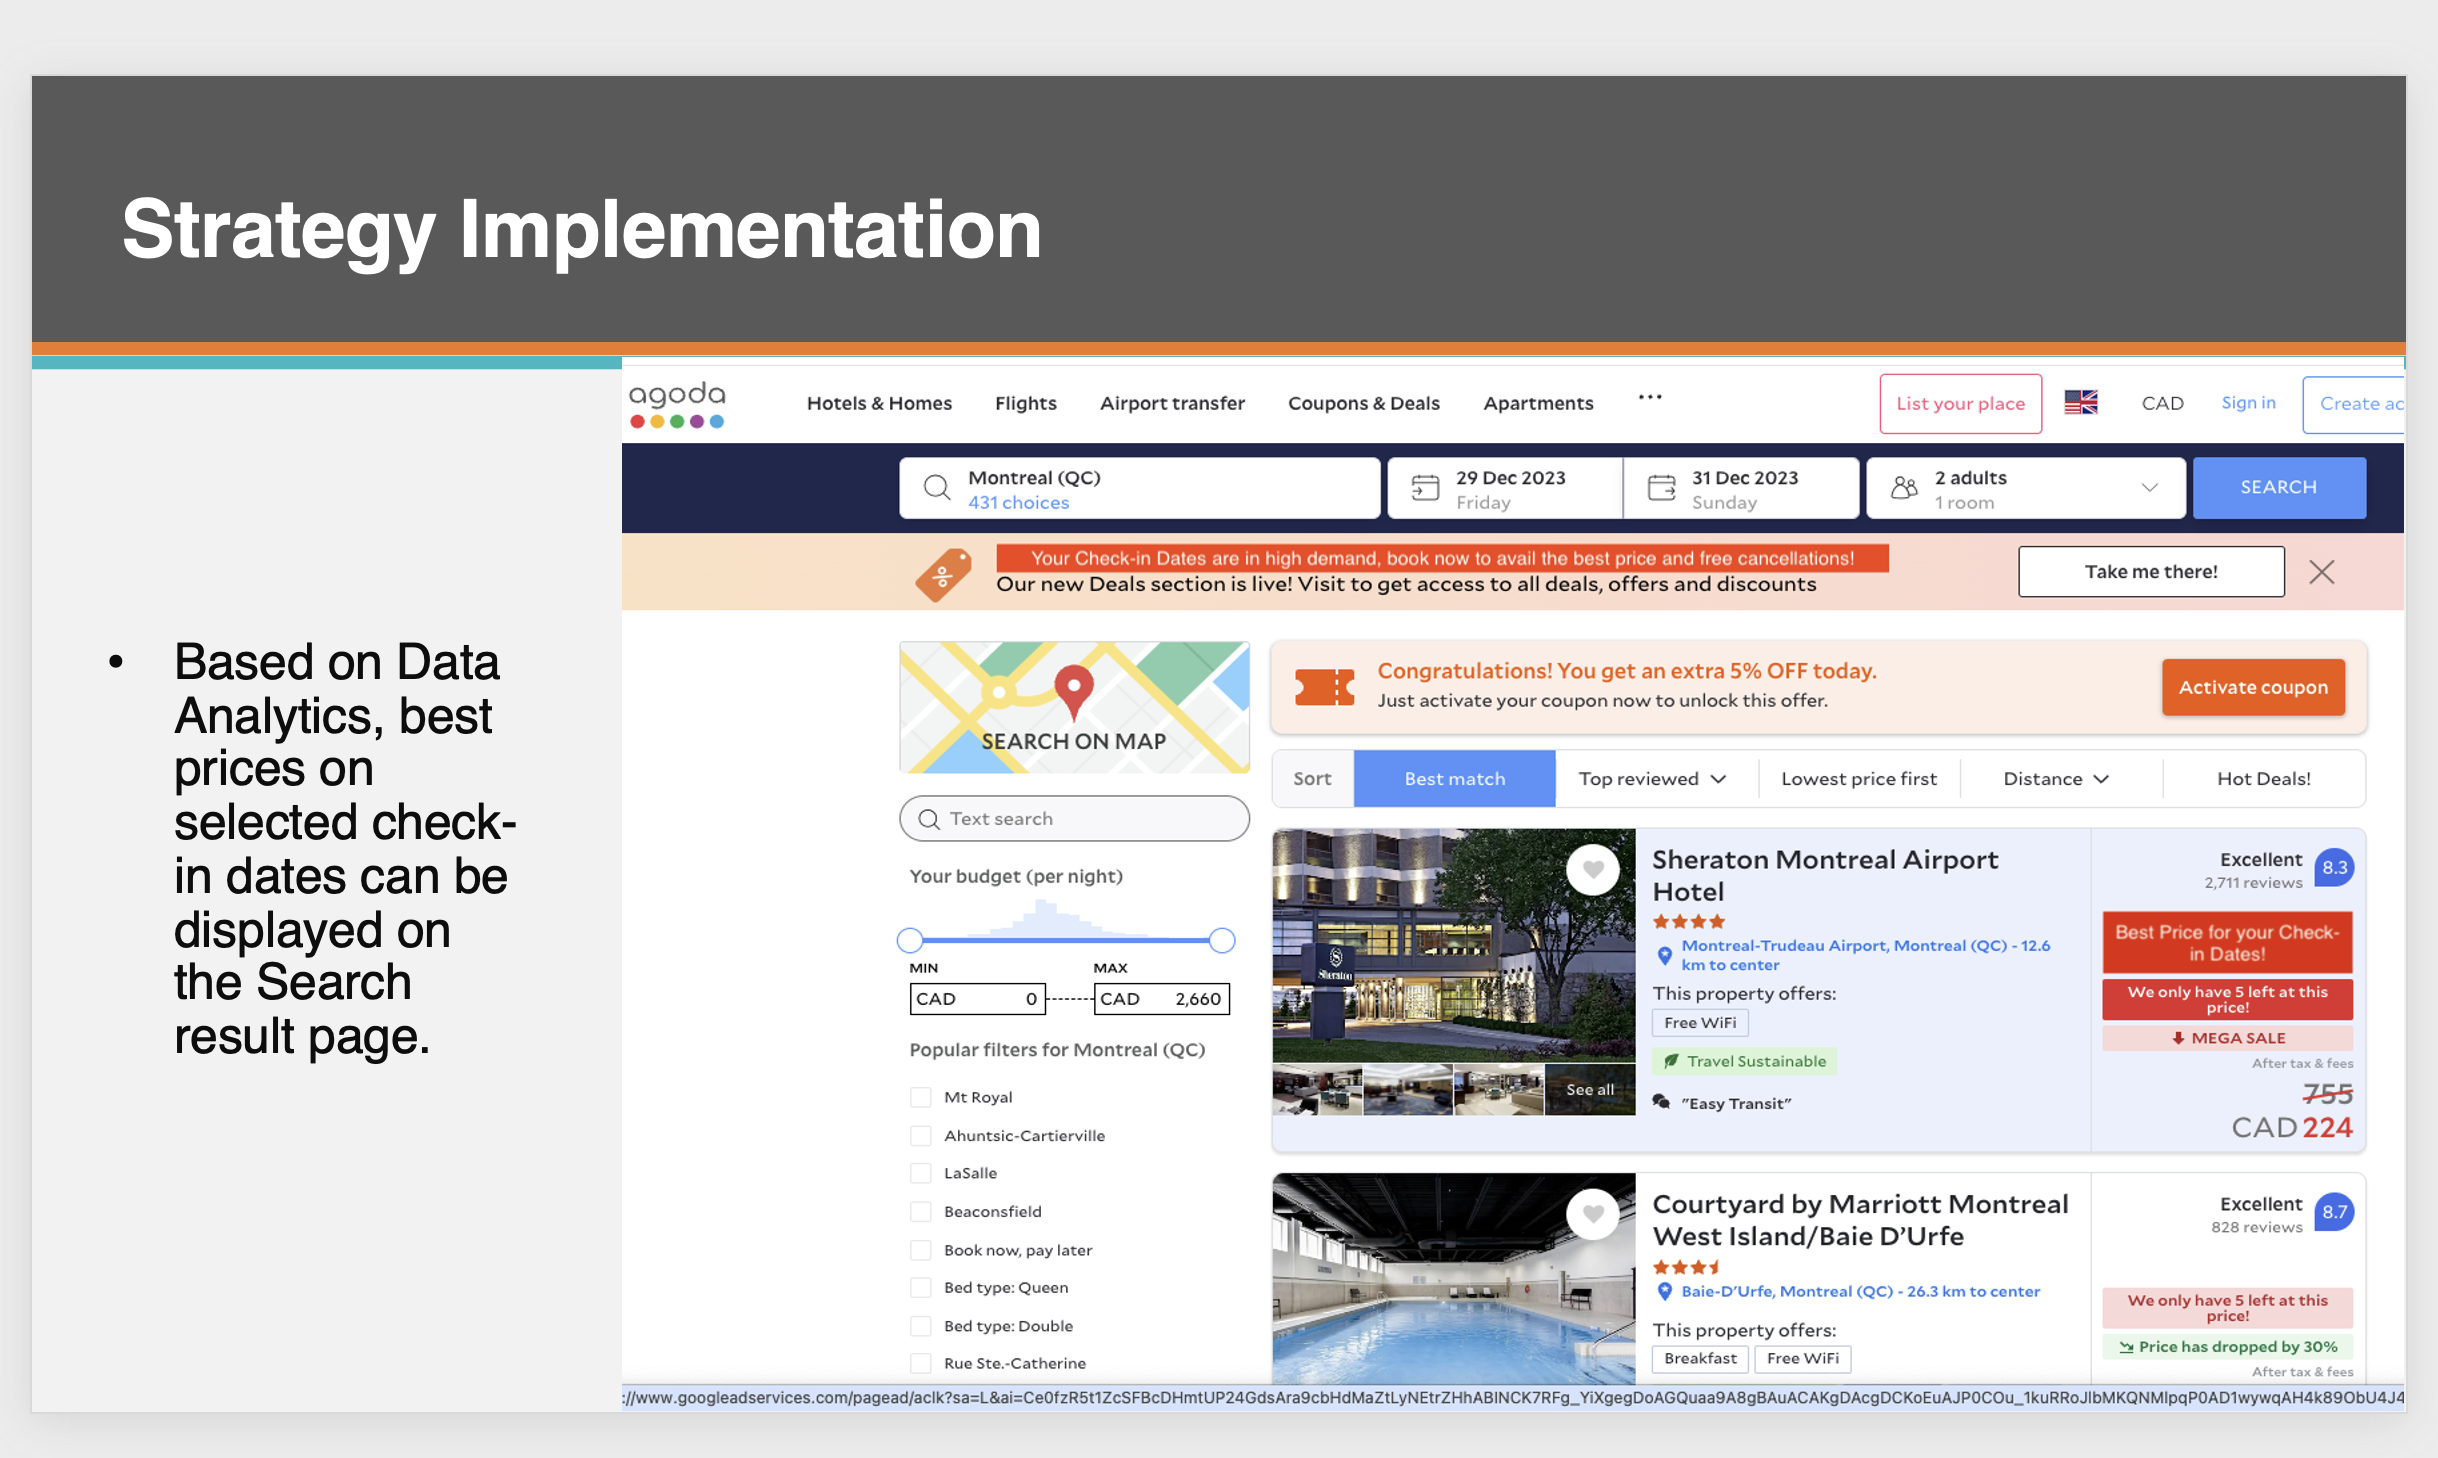 Strategy Implementation
• Based on Data
Analytics, best
prices on
selected check-
in dates can be
displayed on
the Search
result page.
agoda
Hotels & Homes
Flights
Airport transfer
Coupons & Deals
Apartments
...
List your place
CAD
Sign in
Create ac
Montreal (QC)
431 choices
29 Dec 2023
Friday
31 Dec 2023
Sunday
2 adults
1 room
SEARCH
Your Check-in Dates are in high demand, book now to avail the best price and free cancellations!
Our new Deals section is live! Visit to get access to all deals, offers and discounts
Take me there!
SEARCH ON MAP
Text search
Your budget (per night)
MIN
MAX
CAD 0
CAD 2,660
Popular filters for Montreal (QC)
Mt Royal
Ahuntsic-Cartierville
LaSalle
Beaconsfield
Book now, pay later
Bed type: Queen
Bed type: Double
Rue Ste.-Catherine
Congratulations! You get an extra 5% OFF today.
Just activate your coupon now to unlock this offer.
Activate coupon
Sort
Best match
Top reviewed
Lowest price first
Distance
Hot Deals!
Sheraton
See all
Sheraton Montreal Airport
Hotel
Montreal-Trudeau Airport, Montreal (QC) - 12.6
km to center
This property offers:
Free WiFi
Travel Sustainable
"Easy Transit"
Excellent
2,711 reviews
8.3
Best Price for your Check-
in Dates!
We only have 5 left at this
price!
MEGA SALE
After tax & fees
755
CAD 224
Courtyard by Marriott Montreal
West Island/Baie D'Urfe
Baie-D'Urfe, Montreal (QC) - 26.3 km to center
This property offers:
Breakfast
Free WiFi
Excellent
828 reviews
8.7
We only have 5 left at this
price!
Price has dropped by 30%
After tax & fees